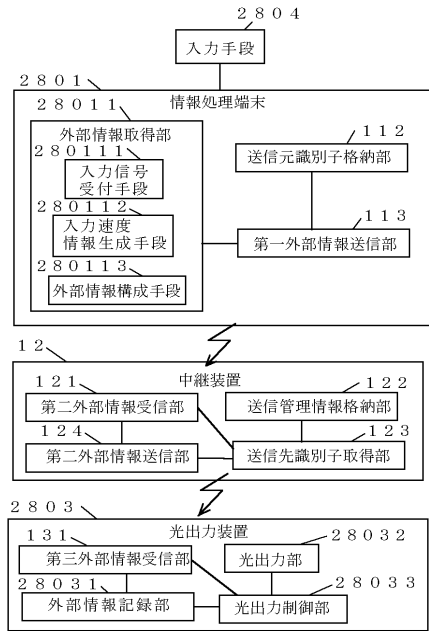 ２８０４
入力手段
２８０１
情報処理端末
２８０１１
外部情報取得部
２８０１１１
入力信号
受付手段
２８０１１２
入力速度
情報生成手段
２８０１１３
外部情報構成手段
１１２
送信元識別子格納部
１１３
第一外部情報送信部
１２
中継装置
１２１
第二外部情報受信部
１２２
送信管理情報格納部
１２４
第二外部情報送信部
１２３
送信先識別子取得部
２８０３
光出力装置
１３１
第三外部情報受信部
２８０３２
光出力部
２８０３１
外部情報記録部
２８０３３
光出力制御部